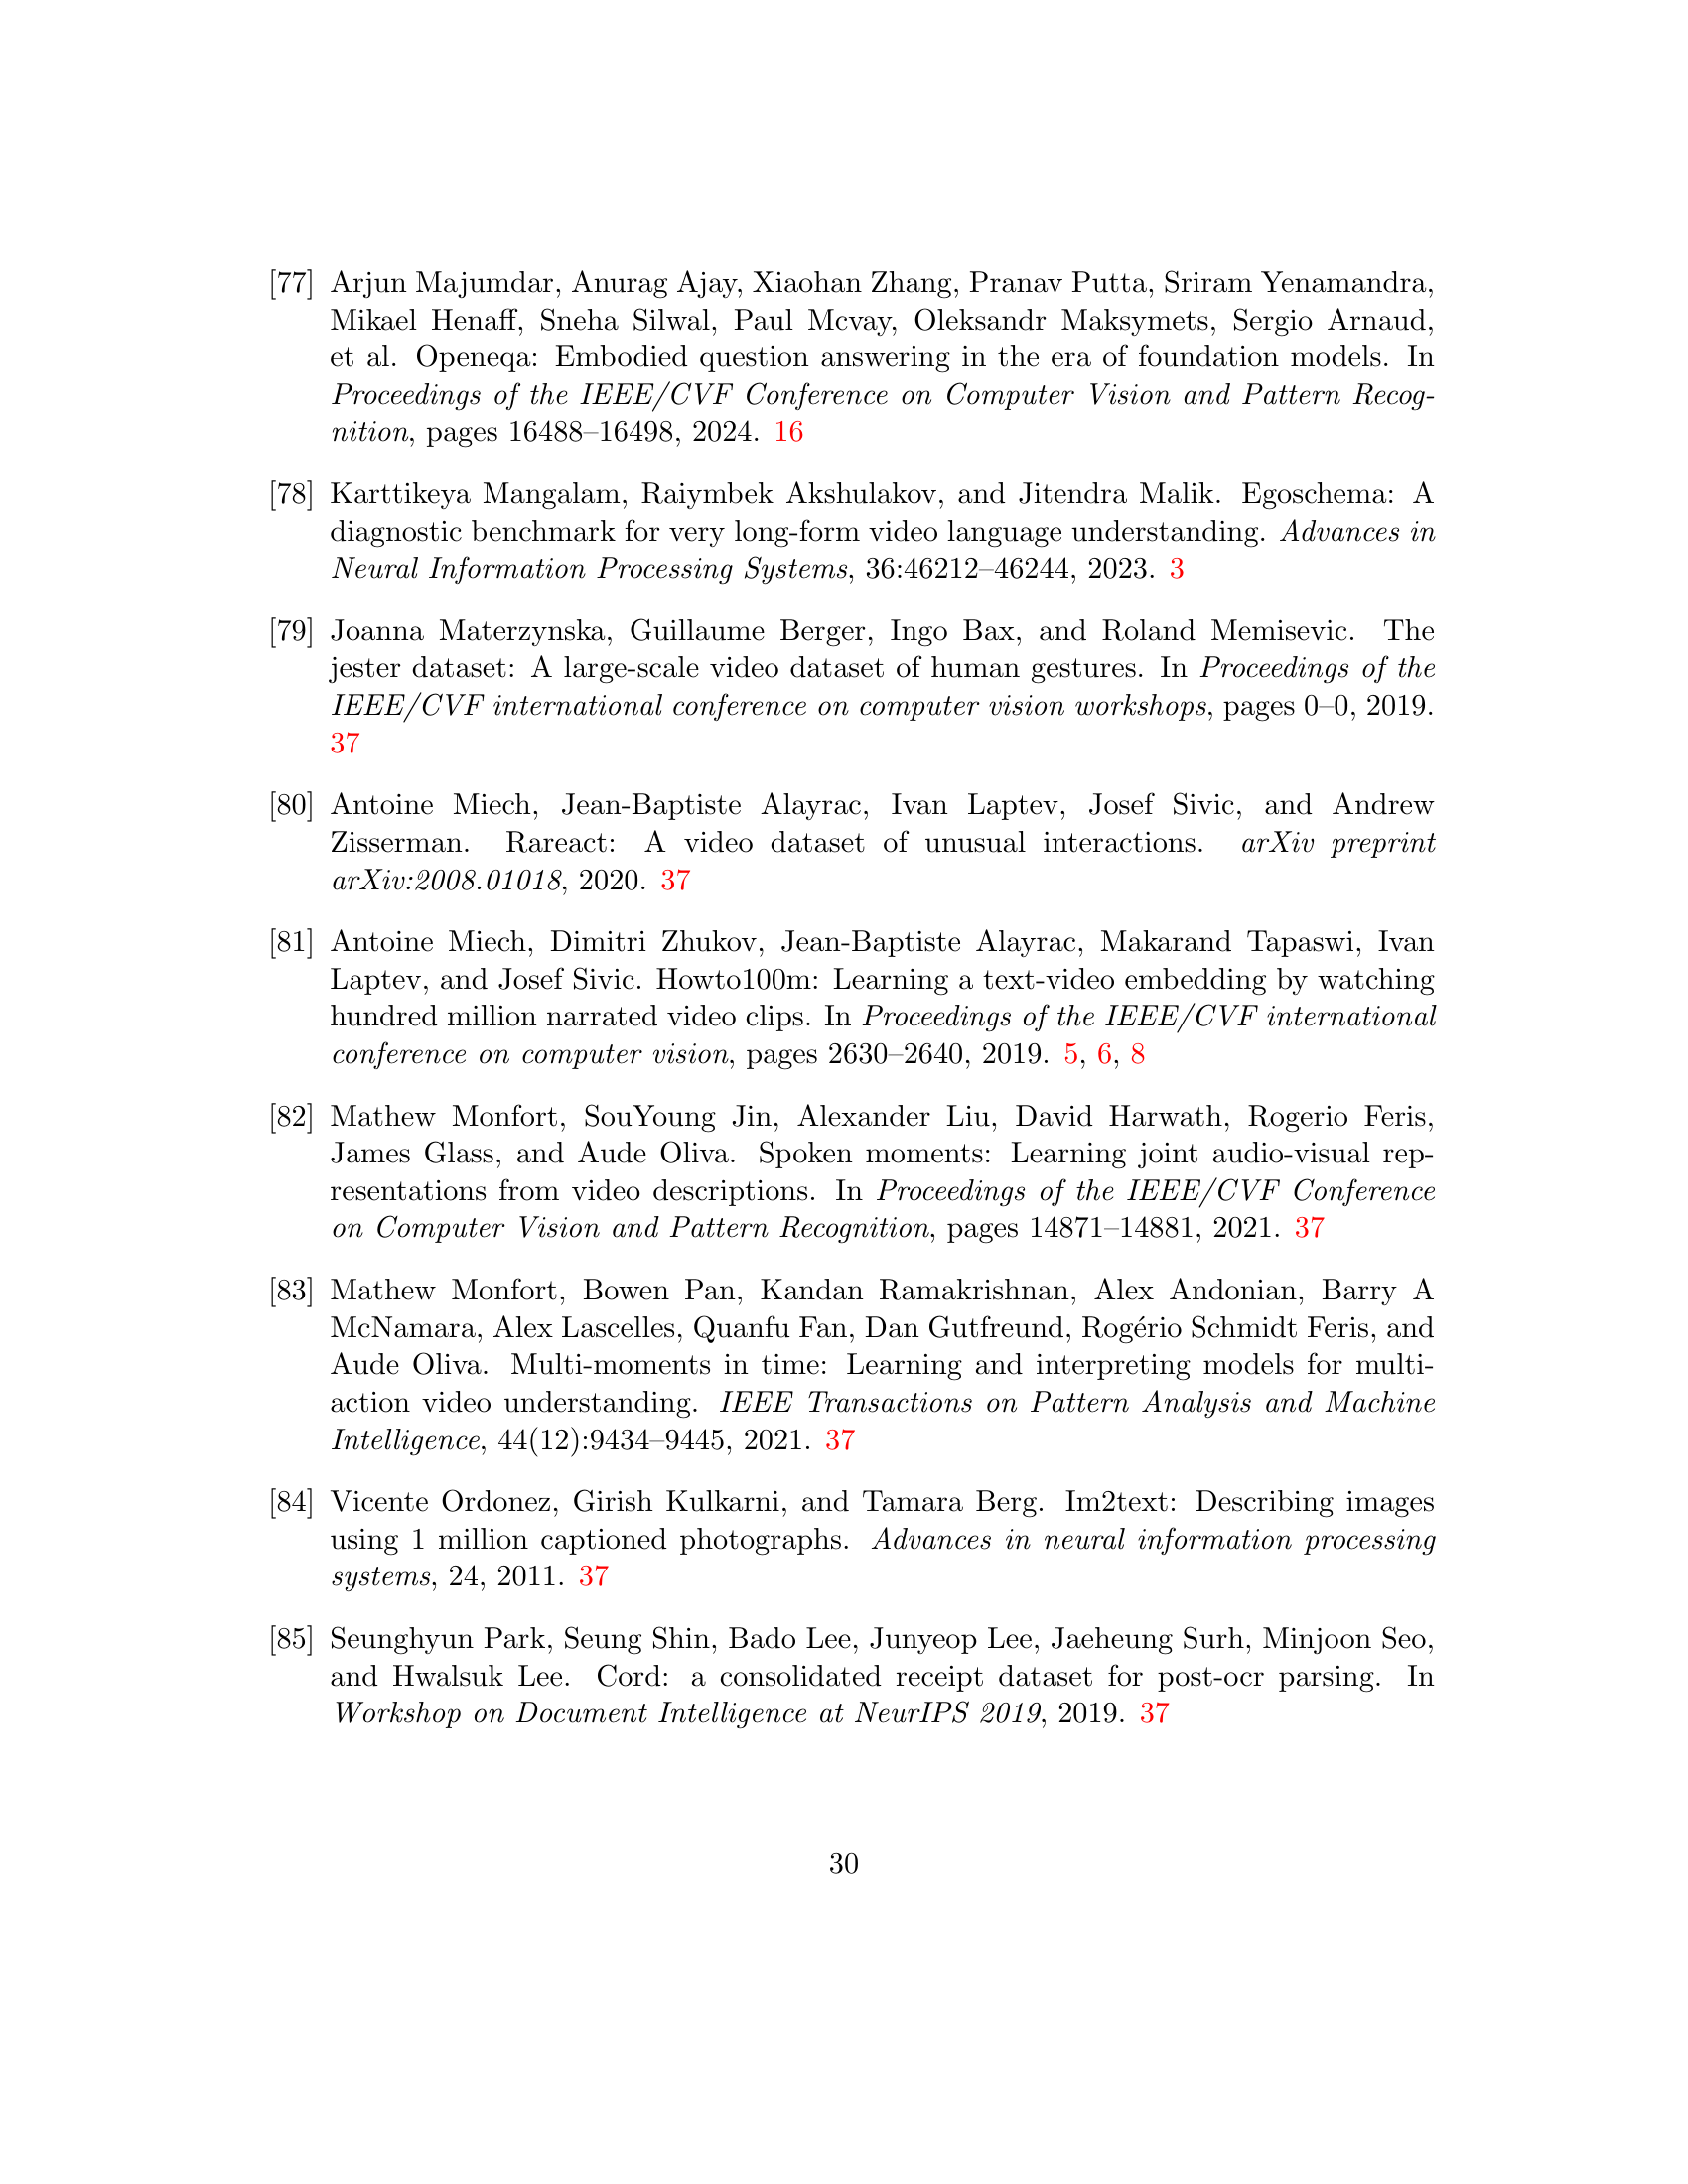 [77] Arjun Majumdar, Anurag Ajay, Xiaohan Zhang, Pranav Putta, Sriram Yenamandra,
Mikael Henaff, Sneha Silwal, Paul Mcvay, Oleksandr Maksymets, Sergio Arnaud,
et al. Openeqa: Embodied question answering in the era of foundation models. In
Proceedings of the IEEE/CVF Conference on Computer Vision and Pattern Recog-
nition, pages 16488–16498, 2024. 16
[78] Karttikeya Mangalam, Raiymbek Akshulakov, and Jitendra Malik. Egoschema: A
diagnostic benchmark for very long-form video language understanding. Advances in
Neural Information Processing Systems, 36:46212–46244, 2023. 3
[79] Joanna Materzynska, Guillaume Berger, Ingo Bax, and Roland Memisevic. The
jester dataset: A large-scale video dataset of human gestures. In Proceedings of the
IEEE/CVF international conference on computer vision workshops, pages 0–0, 2019.
37
[80] Antoine Miech, Jean-Baptiste Alayrac, Ivan Laptev, Josef Sivic, and Andrew
Zisserman. Rareact: A video dataset of unusual interactions. arXiv preprint
arXiv:2008.01018, 2020. 37
[81] Antoine Miech, Dimitri Zhukov, Jean-Baptiste Alayrac, Makarand Tapaswi, Ivan
Laptev, and Josef Sivic. Howto100m: Learning a text-video embedding by watching
hundred million narrated video clips. In Proceedings of the IEEE/CVF international
conference on computer vision, pages 2630–2640, 2019. 5, 6, 8
[82] Mathew Monfort, SouYoung Jin, Alexander Liu, David Harwath, Rogerio Feris,
James Glass, and Aude Oliva. Spoken moments: Learning joint audio-visual rep-
resentations from video descriptions. In Proceedings of the IEEE/CVF Conference
on Computer Vision and Pattern Recognition, pages 14871–14881, 2021. 37
[83] Mathew Monfort, Bowen Pan, Kandan Ramakrishnan, Alex Andonian, Barry A
McNamara, Alex Lascelles, Quanfu Fan, Dan Gutfreund, Rogério Schmidt Feris, and
Aude Oliva. Multi-moments in time: Learning and interpreting models for multi-
action video understanding. IEEE Transactions on Pattern Analysis and Machine
Intelligence, 44(12):9434–9445, 2021. 37
[84] Vicente Ordonez, Girish Kulkarni, and Tamara Berg. Im2text: Describing images
using 1 million captioned photographs. Advances in neural information processing
systems, 24, 2011. 37
[85] Seunghyun Park, Seung Shin, Bado Lee, Junyeop Lee, Jaeheung Surh, Minjoon Seo,
and Hwalsuk Lee. Cord: a consolidated receipt dataset for post-ocr parsing. In
Workshop on Document Intelligence at NeurIPS 2019, 2019. 37
30